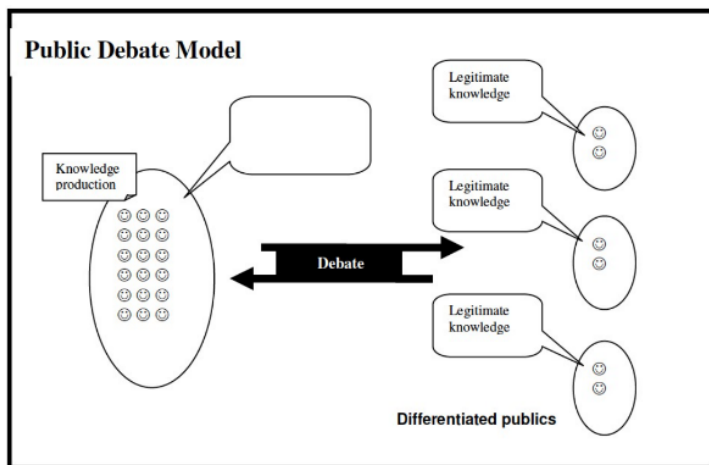 Public Debate Model
Legitimate
knowledge
Knowledge
production
Legitimate
knowledge
Debate
Legitimate
knowledge
Differentiated publics